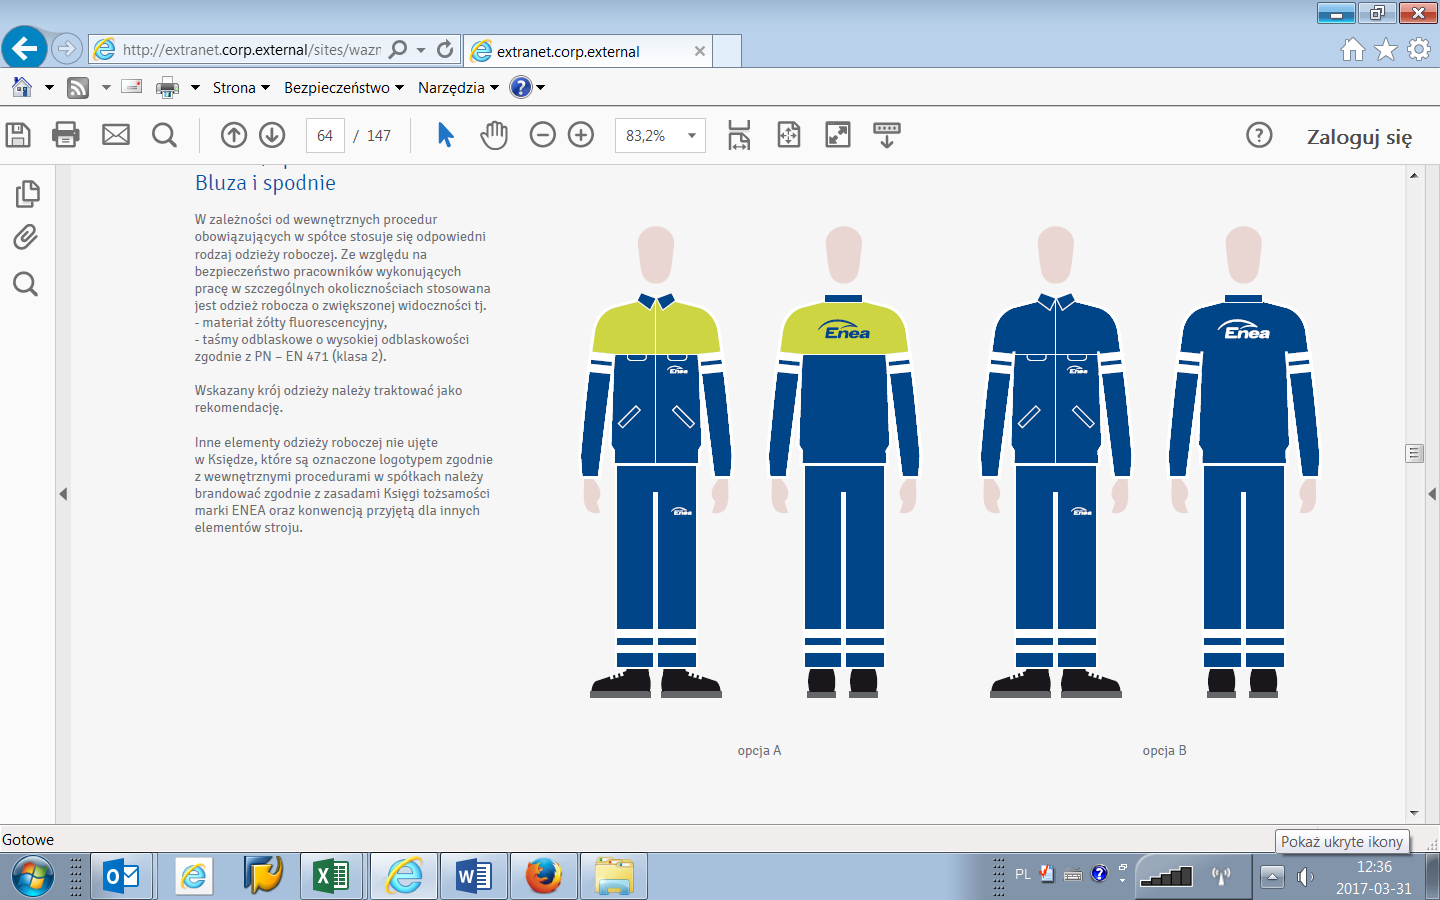 http://extranet.corp.external/sites/wazn
extranet.corp.external
Strona
Bezpieczeństwo
Narzędzia
64 / 147
83,2%
Zaloguj się
Bluza i spodnie
W zależności od wewnętrznych procedur
obowiązujących w spółce stosuje się odpowiedni
rodzaj odzieży roboczej. Ze względu na
bezpieczeństwo pracowników wykonujących
pracę w szczególnych okolicznościach stosowana
jest odzież robocza o zwiększonej widoczności tj.
- materiał żółty fluorescencyjny,
- taśmy odblaskowe o wysokiej odblaskowości
zgodnie z PN – EN 471 (klasa 2).
Wskazany krój odzieży należy traktować jako
rekomendację.
Inne elementy odzieży roboczej nie ujęte
w Księdze, które są oznaczone logotypem zgodnie
z wewnętrznymi procedurami w spółkach należy
brandować zgodnie z zasadami Księgi tożsamości
marki ENEA oraz konwencją przyjętą dla innych
elementów stroju.
Enea
Enea
Enea
Enea
Enea
Enea
opcja A
opcja B
Gotowe
Pokaż ukryte ikony
PL
12:36
2017-03-31